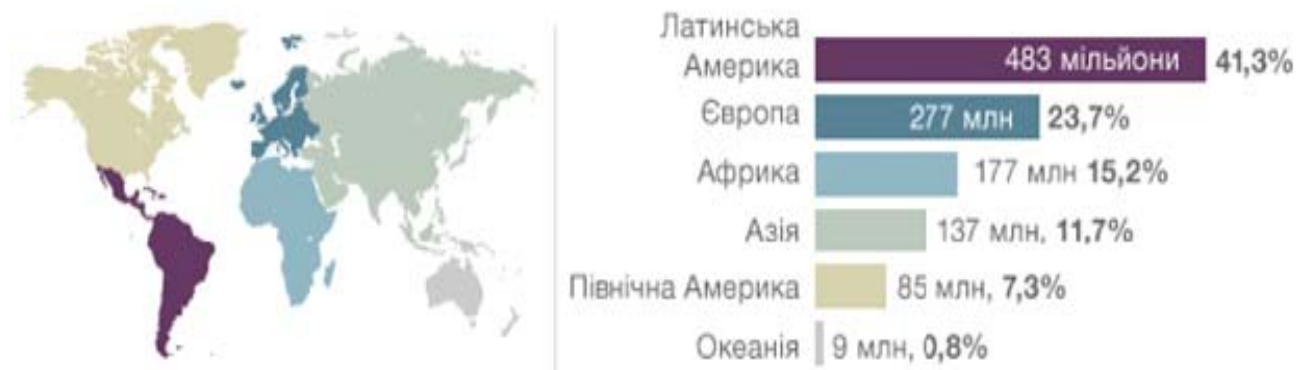 Латинська
Америка 483 мільйони 41,3%
Європа 277 млн 23,7%
Африка 177 млн 15,2%
Азія 137 млн, 11,7%
Північна Америка 85 млн, 7,3%
Океанія 9 млн, 0,8%